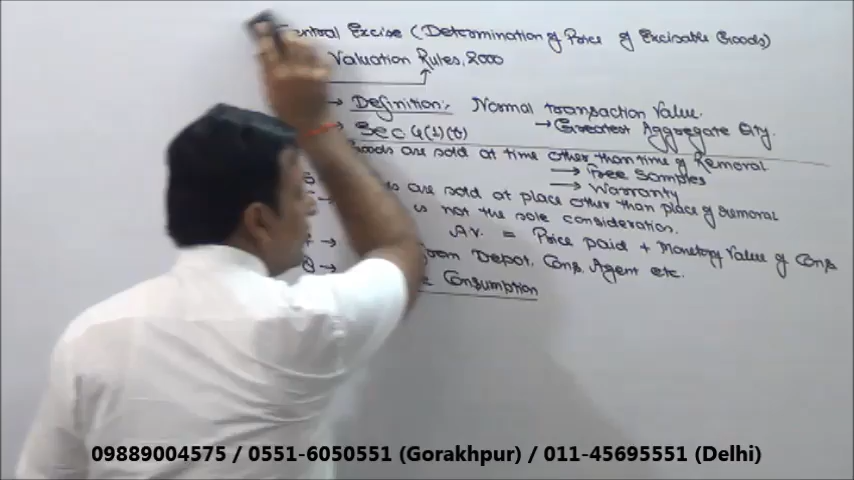 Central Excise (Determination of Price of Excisable Goods)
Valuation Rules, 2000
→ Definition:- Normal transaction Value.
→ Sec 4(3)(b) → Greatest Aggregate Qty.
Goods are sold at time other than time of Removal
→ Free Samples
→ Warranty
are sold at place other than place of removal
is not the sole consideration.
A.V. = Price paid + Monetory Value of Cons
→ from Depot, Cons. Agent etc.
→ Consumption
09889004575 / 0551-6050551 (Gorakhpur) / 011-45695551 (Delhi)